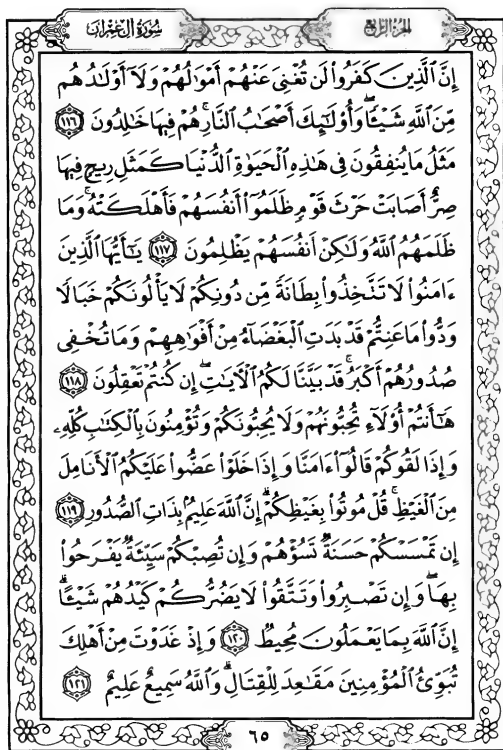 سُورَةُ آلِ عِمْرَان
الجزء الرابع
إِنَّ ٱلَّذِينَ كَفَرُوا۟ لَن تُغْنِىَ عَنْهُمْ أَمْوَٰلُهُمْ وَلَآ أَوْلَـٰدُهُم
مِّنَ ٱللَّهِ شَيْـًٔا ۖ وَأُو۟لَـٰٓئِكَ أَصْحَـٰبُ ٱلنَّارِ ۚ هُمْ فِيهَا خَـٰلِدُونَ ١١٦
مَثَلُ مَا يُنفِقُونَ فِى هَـٰذِهِ ٱلْحَيَوٰةِ ٱلدُّنْيَا كَمَثَلِ رِيحٍ فِيهَا
صِرٌّ أَصَابَتْ حَرْثَ قَوْمٍ ظَلَمُوٓا۟ أَنفُسَهُمْ فَأَهْلَكَتْهُ ۚ وَمَا
ظَلَمَهُمُ ٱللَّهُ وَلَـٰكِنْ أَنفُسَهُمْ يَظْلِمُونَ ١١٧ يَـٰٓأَيُّهَا ٱلَّذِينَ
ءَامَنُوا۟ لَا تَتَّخِذُوا۟ بِطَانَةً مِّن دُونِكُمْ لَا يَأْلُونَكُمْ خَبَالًا
وَدُّوا۟ مَا عَنِتُّمْ قَدْ بَدَتِ ٱلْبَغْضَآءُ مِنْ أَفْوَٰهِهِمْ وَمَا تُخْفِى
صُدُورُهُمْ أَكْبَرُ ۚ قَدْ بَيَّنَّا لَكُمُ ٱلْـَٔايَـٰتِ ۖ إِن كُنتُمْ تَعْقِلُونَ ١١٨
هَـٰٓأَنتُمْ أُو۟لَآءِ تُحِبُّونَهُمْ وَلَا يُحِبُّونَكُمْ وَتُؤْمِنُونَ بِٱلْكِتَـٰبِ كُلِّهِۦ
وَإِذَا لَقُوكُمْ قَالُوٓا۟ ءَامَنَّا وَإِذَا خَلَوْا۟ عَضُّوا۟ عَلَيْكُمُ ٱلْأَنَامِلَ
مِنَ ٱلْغَيْظِ ۚ قُلْ مُوتُوا۟ بِغَيْظِكُمْ ۗ إِنَّ ٱللَّهَ عَلِيمٌۢ بِذَاتِ ٱلصُّدُورِ ١١٩
إِن تَمْسَسْكُمْ حَسَنَةٌ تَسُؤْهُمْ وَإِن تُصِبْكُمْ سَيِّئَةٌ يَفْرَحُوا۟
بِهَا ۖ وَإِن تَصْبِرُوا۟ وَتَتَّقُوا۟ لَا يَضُرُّكُمْ كَيْدُهُمْ شَيْـًٔا ۗ
إِنَّ ٱللَّهَ بِمَا يَعْمَلُونَ مُحِيطٌ ١٢٠ وَإِذْ غَدَوْتَ مِنْ أَهْلِكَ
تُبَوِّئُ ٱلْمُؤْمِنِينَ مَقَـٰعِدَ لِلْقِتَالِ ۗ وَٱللَّهُ سَمِيعٌ عَلِيمٌ ١٢١
٦٥